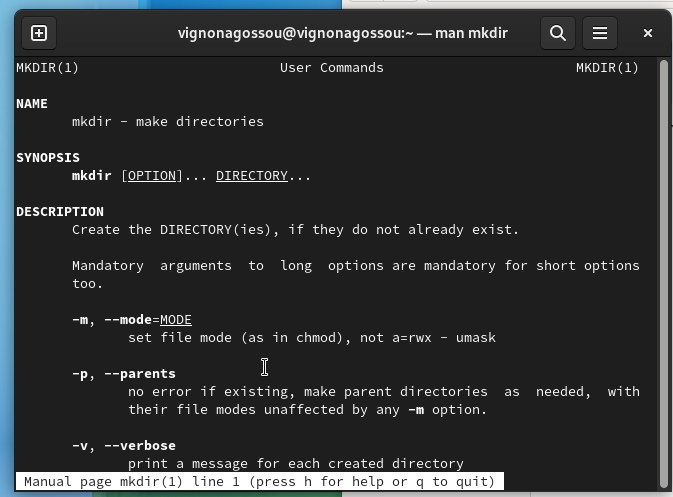 vignonagossou@vignonagossou:~ — man mkdir
MKDIR(1) User Commands MKDIR(1)
NAME
mkdir - make directories
SYNOPSIS
mkdir [OPTION]... DIRECTORY...
DESCRIPTION
Create the DIRECTORY(ies), if they do not already exist.
Mandatory arguments to long options are mandatory for short options
too.
-m, --mode=MODE
set file mode (as in chmod), not a=rwx - umask
-p, --parents
no error if existing, make parent directories as needed, with
their file modes unaffected by any -m option.
-v, --verbose
print a message for each created directory
Manual page mkdir(1) line 1 (press h for help or q to quit)